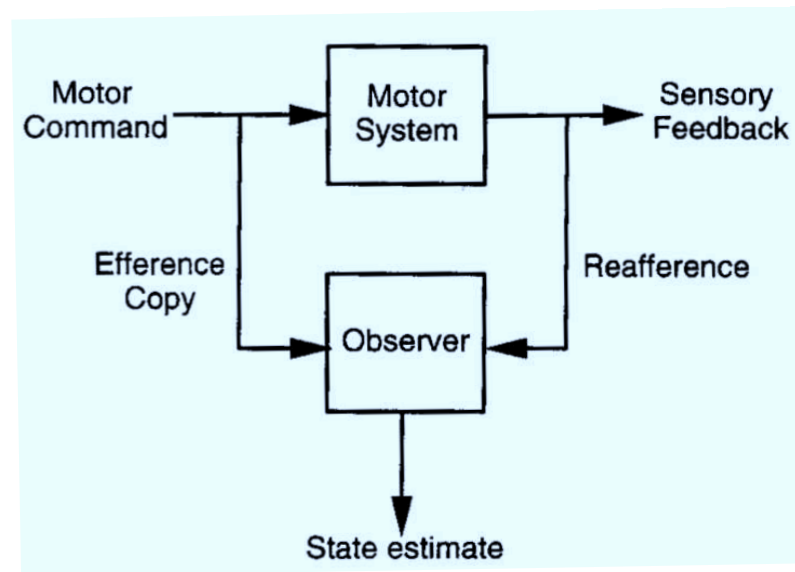 Motor
Command
Motor
System
Sensory
Feedback
Efference
Copy
Reafference
Observer
State estimate